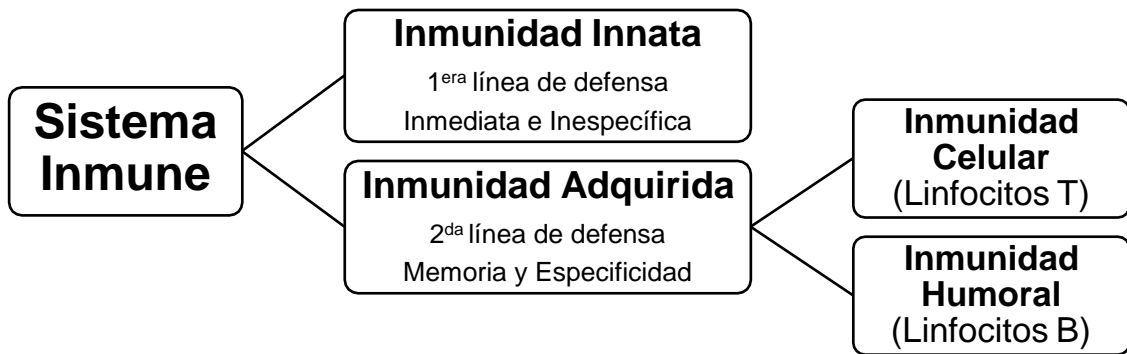 Sistema
Inmune
Inmunidad Innata
1era línea de defensa
Inmediata e Inespecífica
Inmunidad Adquirida
2da línea de defensa
Memoria y Especificidad
Inmunidad
Celular
(Linfocitos T)
Inmunidad
Humoral
(Linfocitos B)